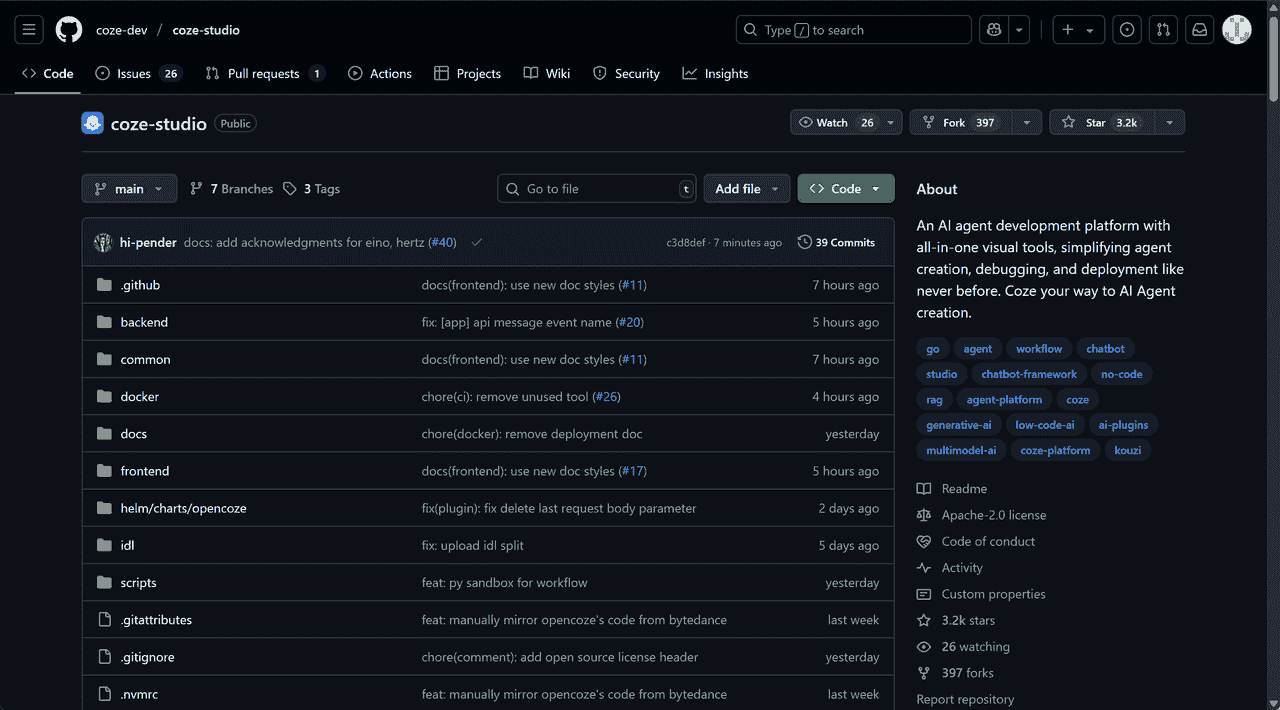 coze-dev / coze-studio Type / to search
Code Issues 26 Pull requests 1 Actions Projects Wiki Security Insights
coze-studio Public Watch 26 Fork 397 Star 3.2k
main 7 Branches 3 Tags Go to file t Add file Code
hi-pender docs: add acknowledgments for eino, hertz (#40) c3d8def · 7 minutes ago 39 Commits
.github docs(frontend): use new doc styles (#11) 7 hours ago
backend fix: [app] api message event name (#20) 5 hours ago
common docs(frontend): use new doc styles (#11) 7 hours ago
docker chore(ci): remove unused tool (#26) 4 hours ago
docs chore(docker): remove deployment doc yesterday
frontend docs(frontend): use new doc styles (#17) 5 hours ago
helm/charts/opencoze fix(plugin): fix delete last request body parameter 2 days ago
idl fix: upload idl split 5 days ago
scripts feat: py sandbox for workflow yesterday
.gitattributes feat: manually mirror opencoze's code from bytedance last week
.gitignore chore(comment): add open source license header yesterday
.nvmrc feat: manually mirror opencoze's code from bytedance last week
About
An AI agent development platform with
all-in-one visual tools, simplifying agent
creation, debugging, and deployment like
never before. Coze your way to AI Agent
creation.
go agent workflow chatbot
studio chatbot-framework no-code
rag agent-platform coze
generative-ai low-code-ai ai-plugins
multimodel-ai coze-platform kouzi
Readme
Apache-2.0 license
Code of conduct
Activity
Custom properties
3.2k stars
26 watching
397 forks
Report repository